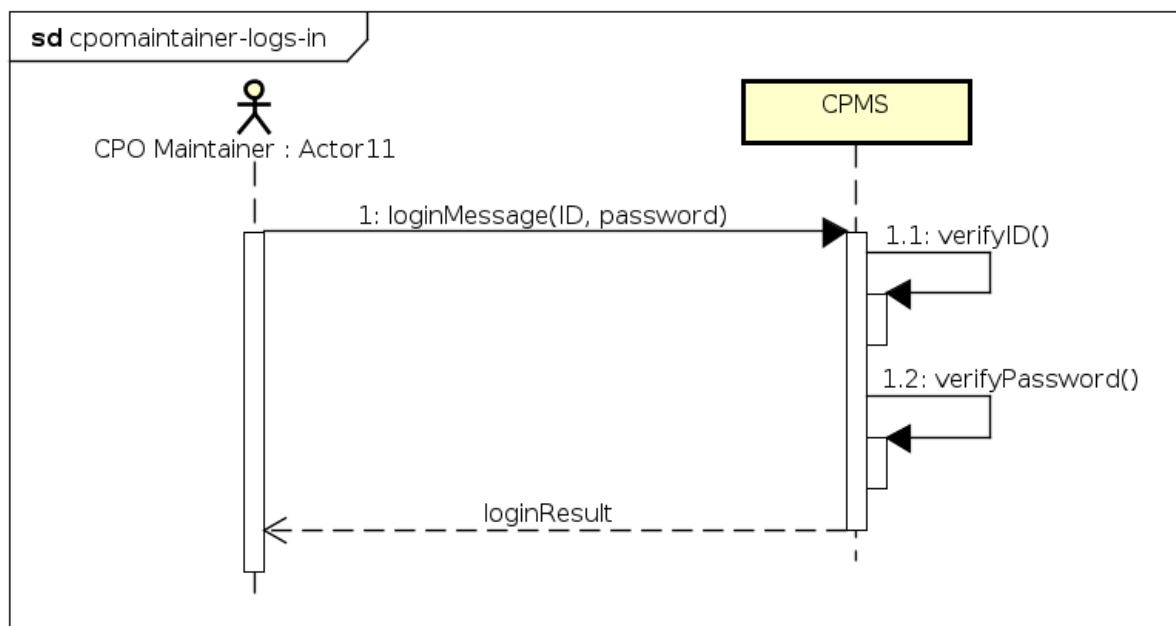 sd cpomaintainer-logs-in
CPO Maintainer : Actor11
CPMS
1: loginMessage(ID, password)
1.1: verifyID()
1.2: verifyPassword()
loginResult